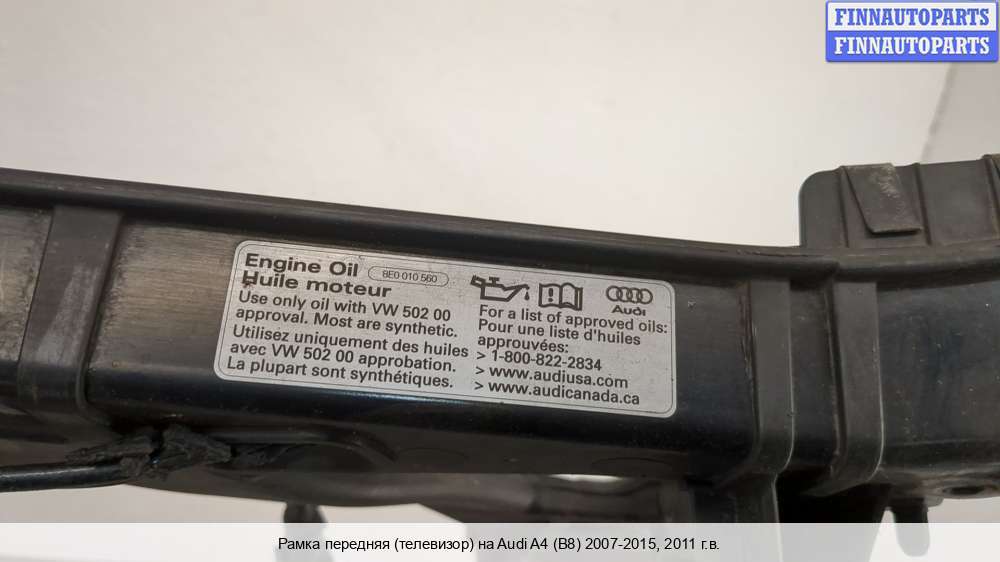 FINNAUTOPARTS
FINNAUTOPARTS
Engine Oil 8E0 010 560
Huile moteur
Use only oil with VW 502 00
approval. Most are synthetic.
Utilisez uniquement des huiles
avec VW 502 00 approbation.
La plupart sont synthétiques.
Audi
For a list of approved oils:
Pour une liste d'huiles
approuvées:
> 1-800-822-2834
> www.audiusa.com
> www.audicanada.ca
Рамка передняя (телевизор) на Audi A4 (B8) 2007-2015, 2011 г.в.